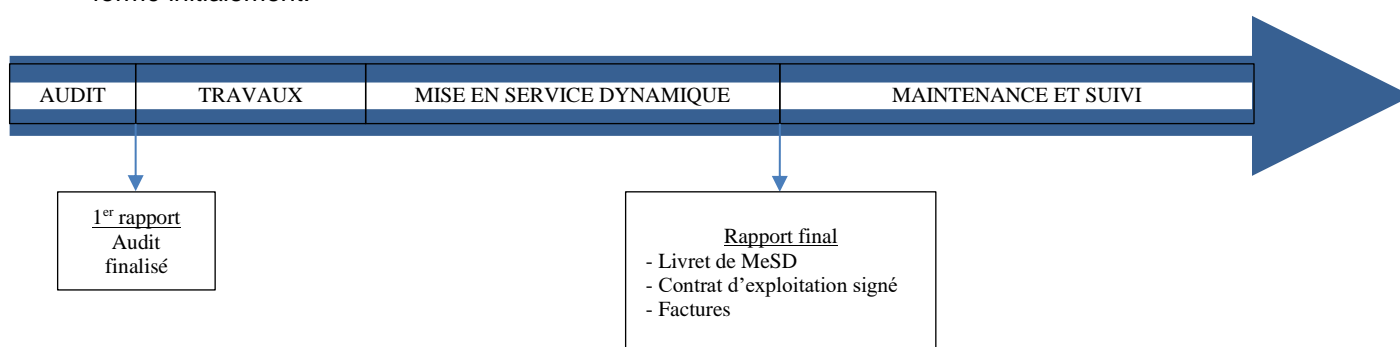 AUDIT TRAVAUX MISE EN SERVICE DYNAMIQUE MAINTENANCE ET SUIVI
1er rapport
Audit
finalisé
Rapport final
- Livret de MeSD
- Contrat d’exploitation signé
- Factures